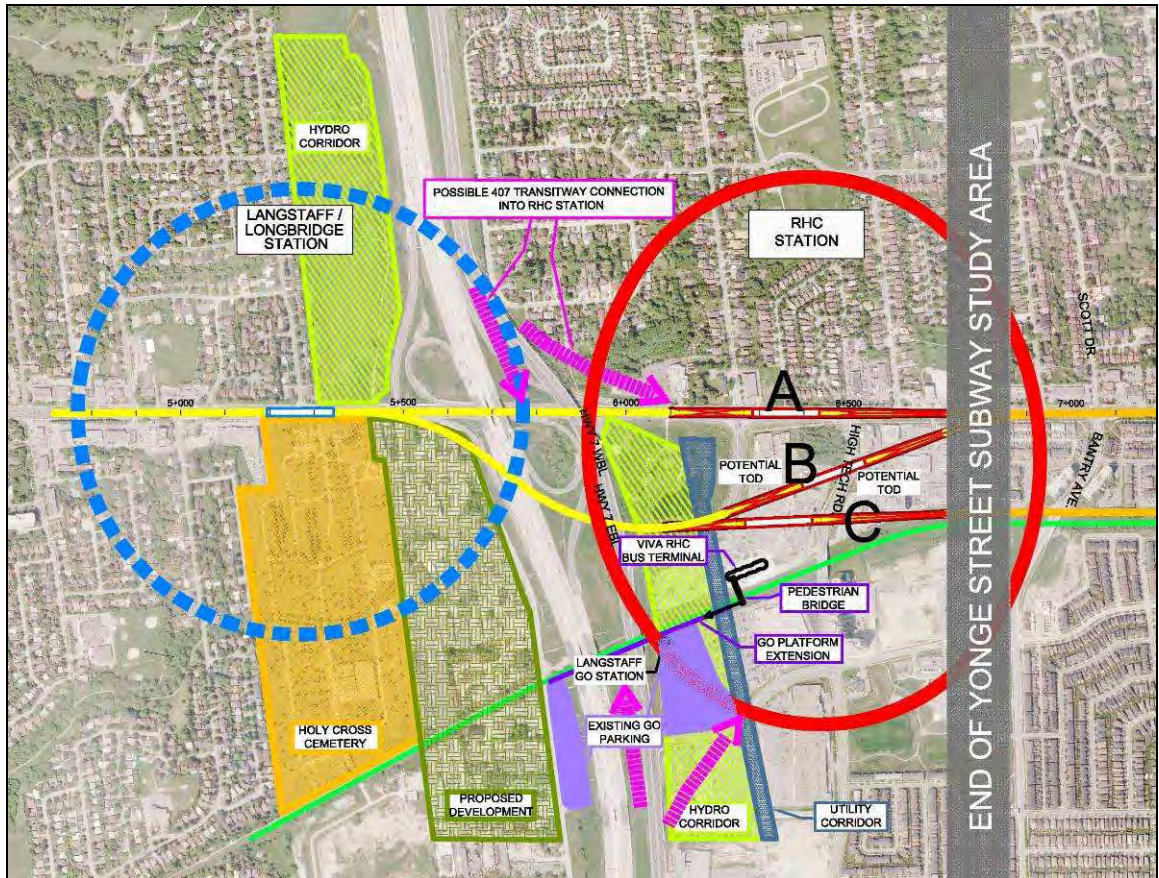 HYDRO
CORRIDOR
POSSIBLE 407 TRANSITWAY CONNECTION
INTO RHC STATION
LANGSTAFF /
LONGBRIDGE
STATION
RHC
STATION
END OF YONGE STREET SUBWAY STUDY AREA
SCOTT DR
5+000
5+500
6+000
A
6+500
7+000
HWY 7 WBL
HIGH TECH RD
BANTRY AVE.
POTENTIAL
TOD
B
POTENTIAL
TOD
HWY 7 EBL
C
VIVA RHC
BUS TERMINAL
PEDESTRIAN
BRIDGE
GO PLATFORM
EXTENSION
LANGSTAFF
GO STATION
EXISTING GO
PARKING
HOLY CROSS
CEMETERY
PROPOSED
DEVELOPMENT
HYDRO
CORRIDOR
UTILITY
CORRIDOR